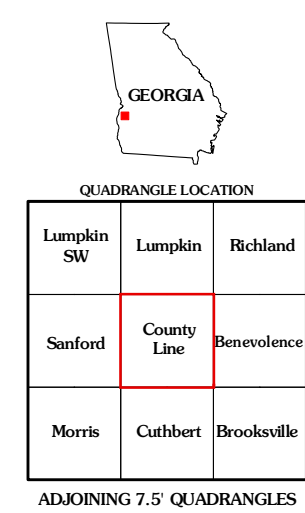 GEORGIA
QUADRANGLE LOCATION
Lumpkin SW
Lumpkin
Richland
Sanford
County Line
Benevolence
Morris
Cuthbert
Brooksville
ADJOINING 7.5' QUADRANGLES